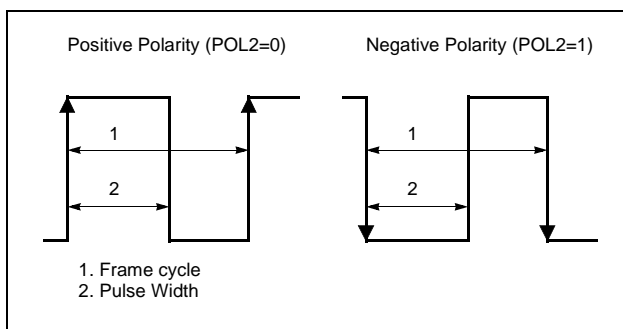 Positive Polarity (POL2=0)
Negative Polarity (POL2=1)
1
1
2
2
1. Frame cycle
2. Pulse Width